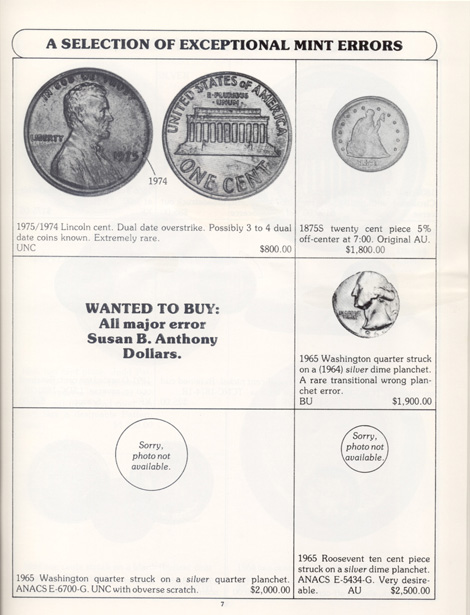 A SELECTION OF EXCEPTIONAL MINT ERRORS
UNITED STATES OF AMERICA
E·PLURIBUS
UNUM
LIBERTY
1975
ONE CENT
1974
1975/1974 Lincoln cent. Dual date overstrike. Possibly 3 to 4 dual
date coins known. Extremely rare.
UNC $800.00
1875S twenty cent piece 5%
off-center at 7:00. Original AU.
$1,800.00
WANTED TO BUY:
All major error
Susan B. Anthony
Dollars.
1965 Washington quarter struck
on a (1964) silver dime planchet.
A rare transitional wrong plan-
chet error.
BU $1,900.00
Sorry,
photo not
available.
1965 Washington quarter struck on a silver quarter planchet.
ANACS E-6700-G. UNC with obverse scratch. $2,000.00
Sorry,
photo not
available.
1965 Roosevent ten cent piece
struck on a silver dime planchet.
ANACS E-5434-G. Very desire-
able. AU $2,500.00
7